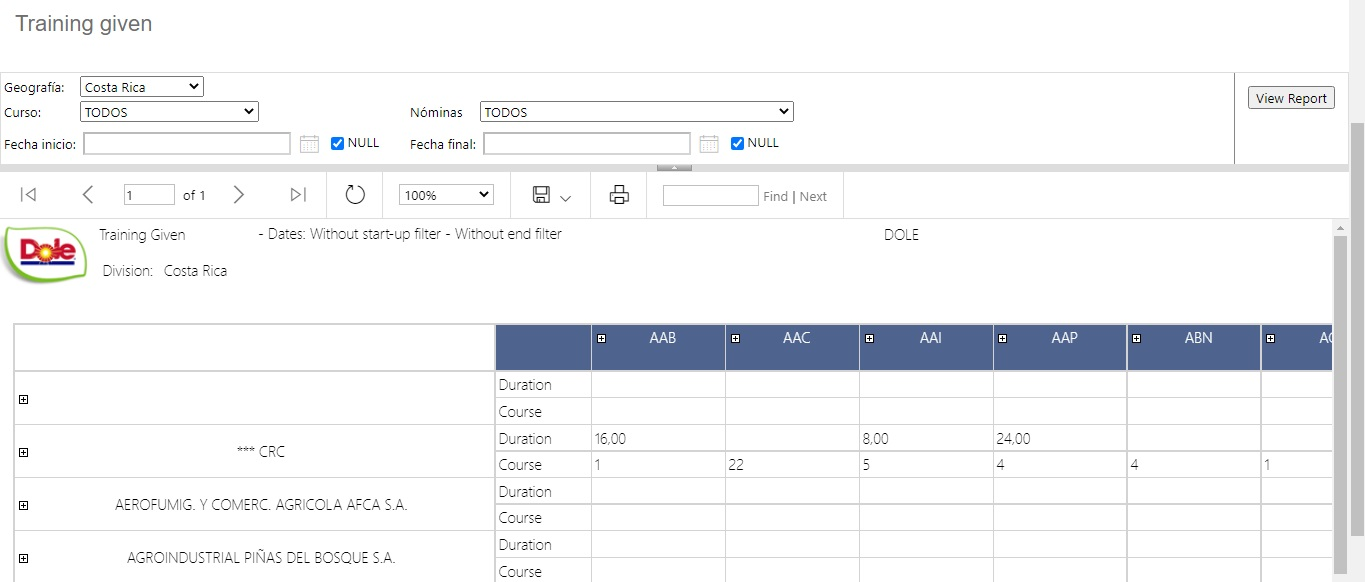 Training given
Geografía: Costa Rica
Curso: TODOS Nóminas TODOS View Report
Fecha inicio: NULL Fecha final: NULL
1 of 1 100% Find | Next
Dole
Training Given - Dates: Without start-up filter - Without end filter DOLE
Division: Costa Rica
AAB AAC AAI AAP ABN
Duration
Course
*** CRC
Duration 16,00 8,00 24,00
Course 1 22 5 4 4 1
AEROFUMIG. Y COMERC. AGRICOLA AFCA S.A.
Duration
Course
AGROINDUSTRIAL PIÑAS DEL BOSQUE S.A.
Duration
Course